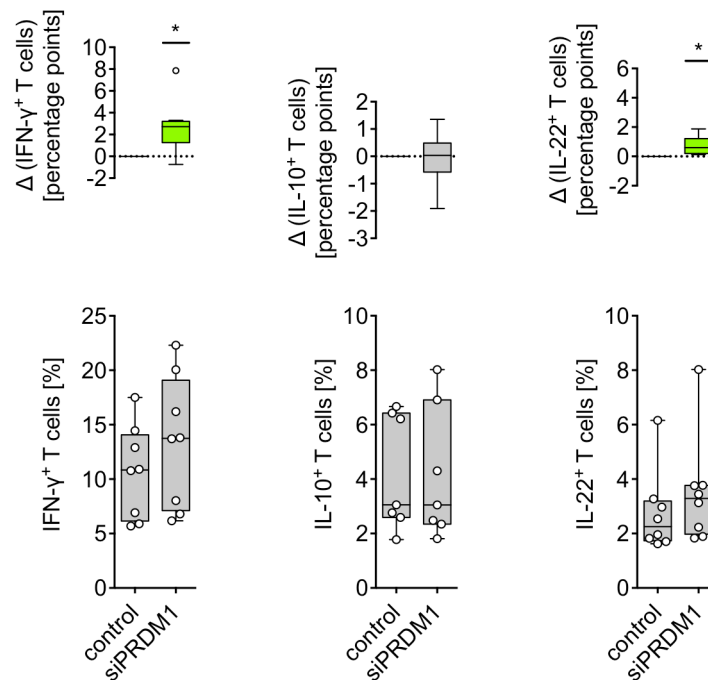 Δ (IFN-γ⁺ T cells)
[percentage points]
10
8
6
4
2
0
-2
*
Δ (IL-10⁺ T cells)
[percentage points]
2
1
0
-1
-2
-3
Δ (IL-22⁺ T cells)
[percentage points]
6
4
2
0
-2
*
IFN-γ⁺ T cells [%]
25
20
15
10
5
0
control
siPRDM1
IL-10⁺ T cells [%]
10
8
6
4
2
0
control
siPRDM1
IL-22⁺ T cells [%]
10
8
6
4
2
0
control
siPRDM1